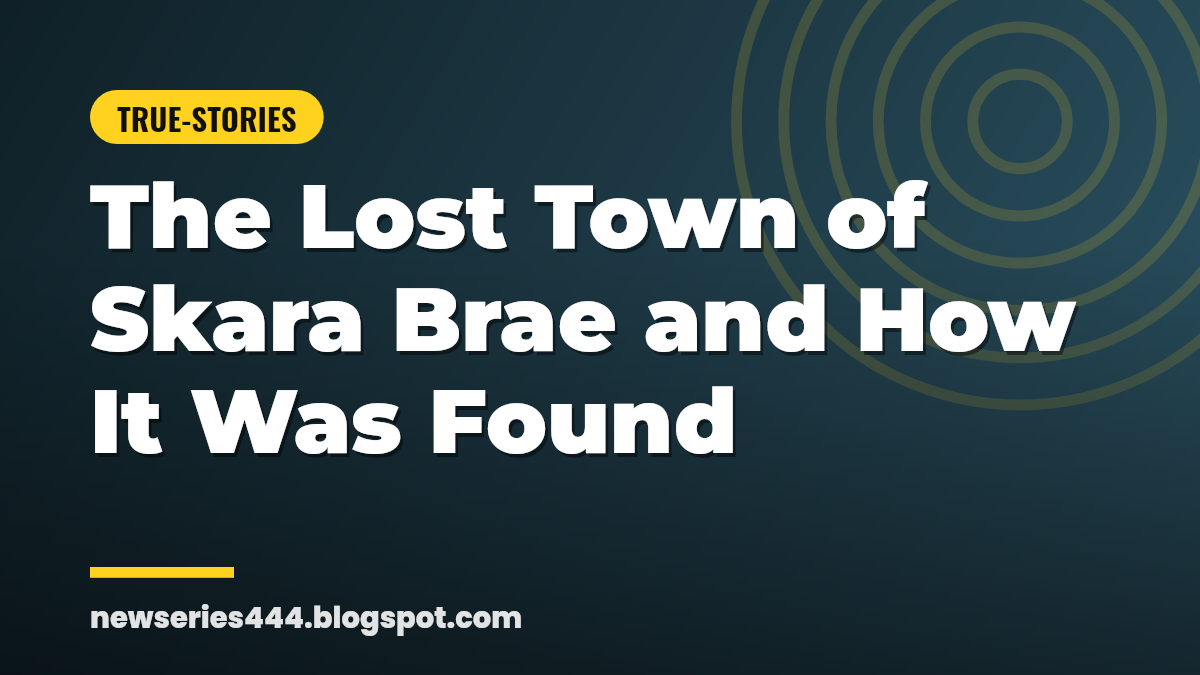 TRUE-STORIES
The Lost Town of
Skara Brae and How
It Was Found
newseries444.blogspot.com